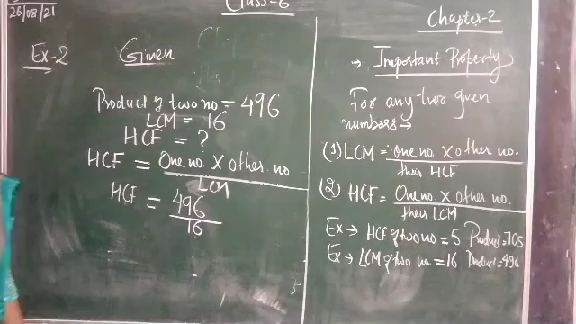 26/08/21
Class-6
Chapter-2
Ex-2 Given
Product of two no = 496
LCM = 16
HCF = ?
HCF = One no x other no
LCM
HCF = 496
16
→ Important Property
For any two given
numbers →
(1) LCM = one no. x other no.
their HCF
(2) HCF = One no. x other no.
their LCM
Ex → HCF of two no = 5 Product =
Ex → LCM of two no = 16 Product = 496